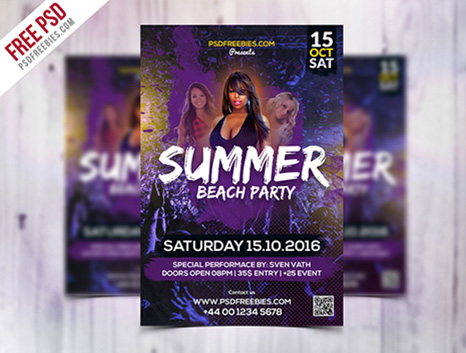 FREE PSD
PSDFREEBIES.COM
PSDFREEBIES.COM
Presents
15
OCT
SAT
SUMMER
BEACH PARTY
SATURDAY 15.10.2016
SPECIAL PERFORMACE BY: SVEN VATH
DOORS OPEN 08PM | 35$ ENTRY | +25 EVENT
Contact us
WWW.PSDFREEBIES.COM
+44 00 1234 5678